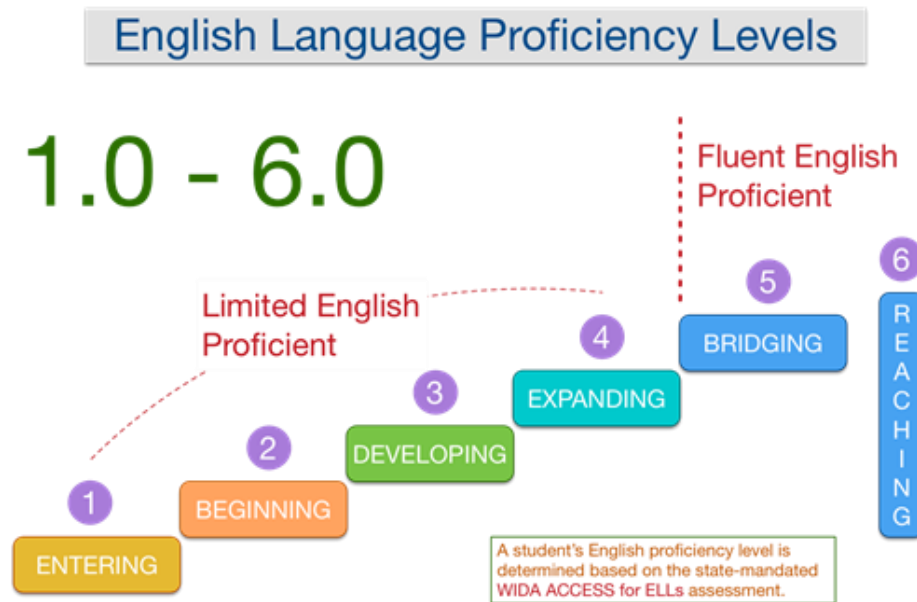 English Language Proficiency Levels
1.0 - 6.0
Fluent English
Proficient
Limited English
Proficient
6
REACHING
5
BRIDGING
4
EXPANDING
3
DEVELOPING
2
BEGINNING
1
ENTERING
A student's English proficiency level is
determined based on the state-mandated
WIDA ACCESS for ELLs assessment.